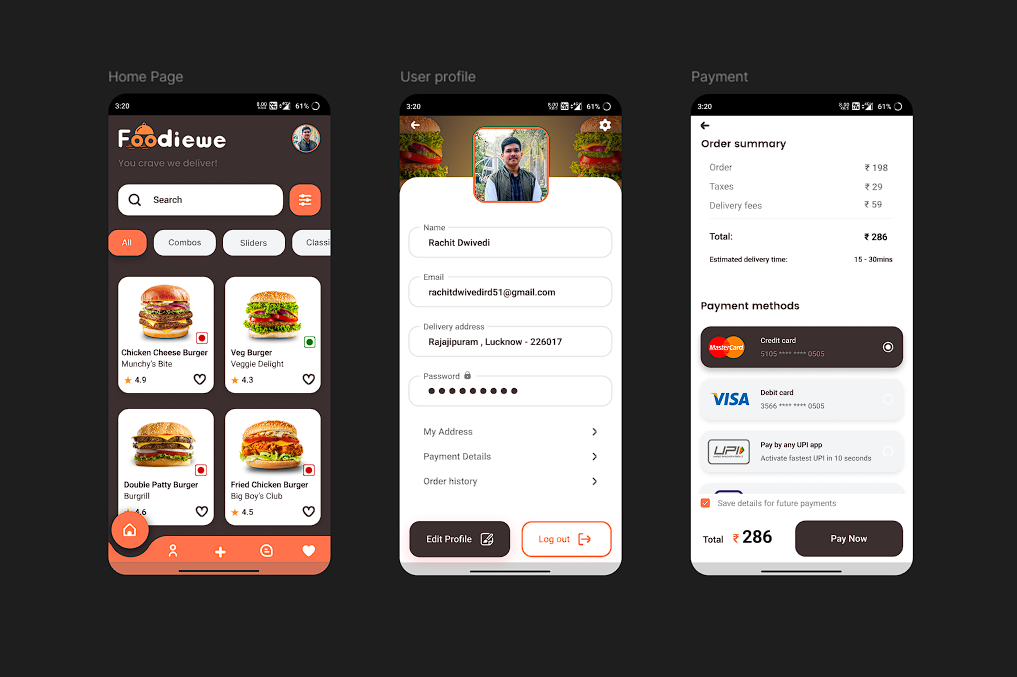 Home Page
3:20
61%
Foodiewe
You crave we deliver!
Search
All
Combos
Sliders
Classi
Chicken Cheese Burger
Munchy's Bite
4.9
Veg Burger
Veggie Delight
4.3
Double Patty Burger
Burgrill
4.6
Fried Chicken Burger
Big Boy's Club
4.5
User profile
3:20
61%
Name
Rachit Dwivedi
Email
rachitdwivedird51@gmail.com
Delivery address
Rajajipuram , Lucknow - 226017
Password
My Address
Payment Details
Order history
Edit Profile
Log out
Payment
3:20
61%
Order summary
Order ₹ 198
Taxes ₹ 29
Delivery fees ₹ 59
Total: ₹ 286
Estimated delivery time: 15 - 30mins
Payment methods
MasterCard
Credit card
5105 **** **** 0505
VISA
Debit card
3566 **** **** 0505
UPI
Pay by any UPI app
Activate fastest UPI in 10 seconds
Save details for future payments
Total ₹ 286
Pay Now